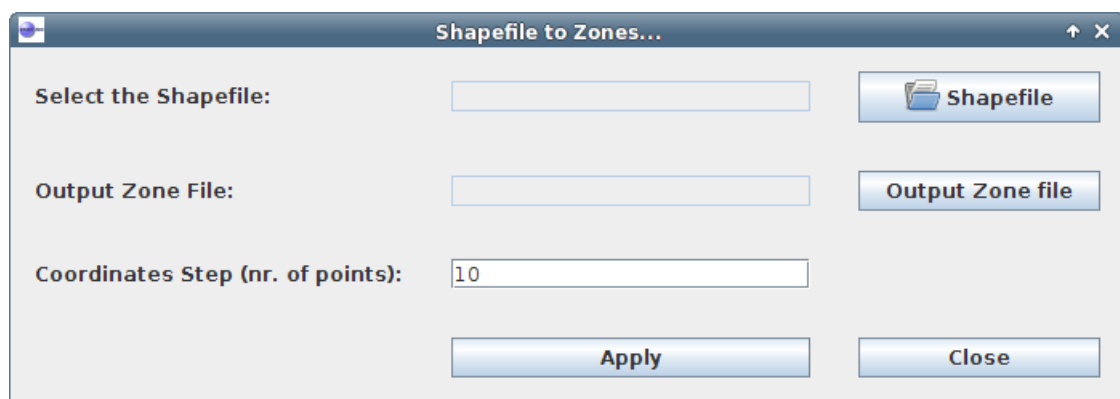 Shapefile to Zones...
Select the Shapefile:
Shapefile
Output Zone File:
Output Zone file
Coordinates Step (nr. of points):
10
Apply
Close